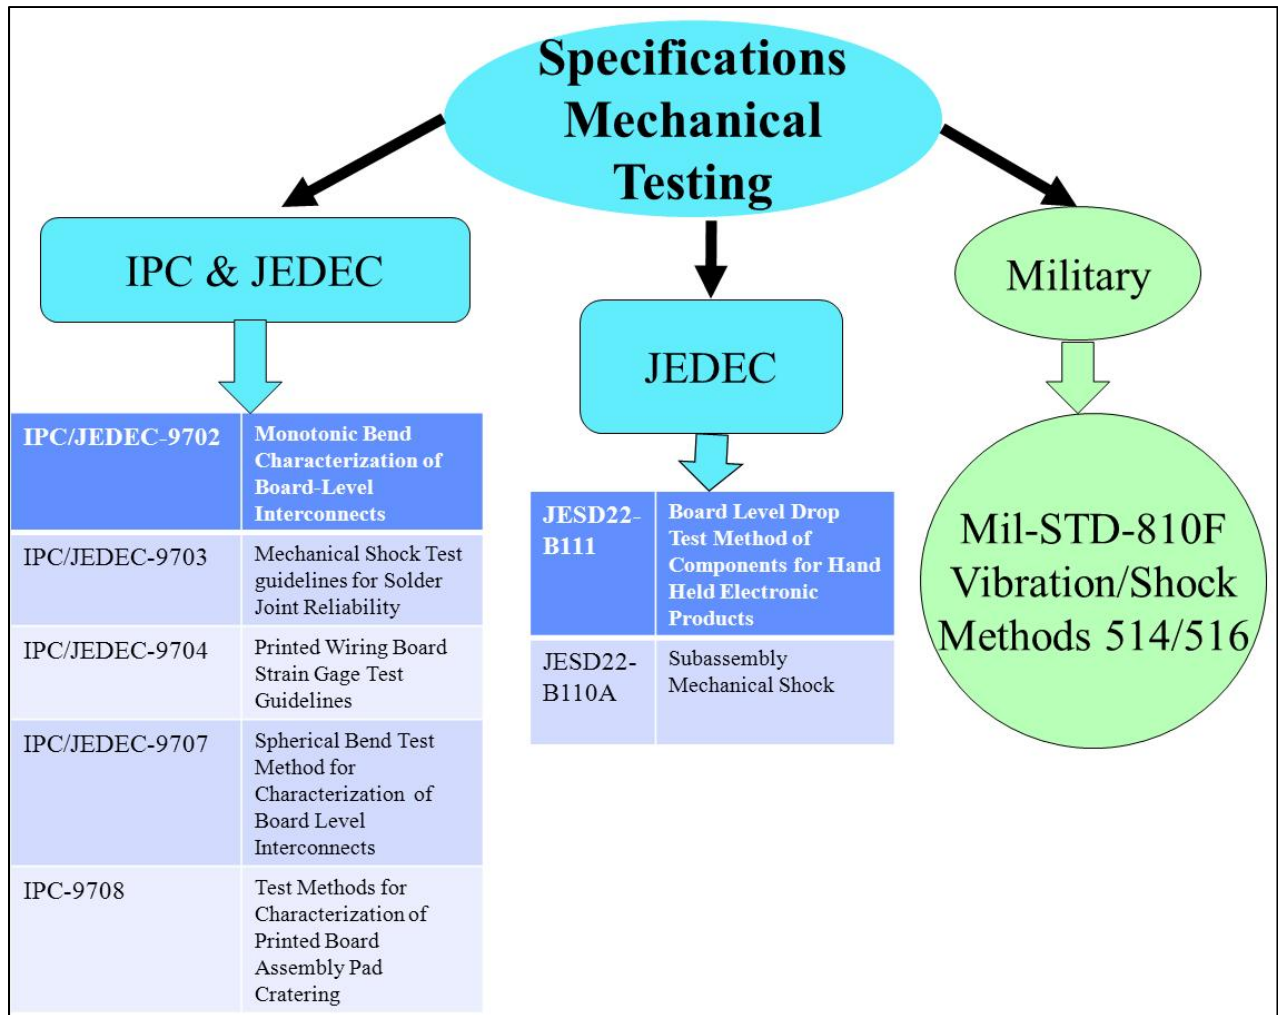 Specifications
Mechanical
Testing
IPC & JEDEC
JEDEC
Military
IPC/JEDEC-9702
Monotonic Bend
Characterization of
Board-Level
Interconnects
IPC/JEDEC-9703
Mechanical Shock Test
guidelines for Solder
Joint Reliability
IPC/JEDEC-9704
Printed Wiring Board
Strain Gage Test
Guidelines
IPC/JEDEC-9707
Spherical Bend Test
Method for
Characterization of
Board Level
Interconnects
IPC-9708
Test Methods for
Characterization of
Printed Board
Assembly Pad
Cratering
JESD22-
B111
Board Level Drop
Test Method of
Components for Hand
Held Electronic
Products
JESD22-
B110A
Subassembly
Mechanical Shock
Mil-STD-810F
Vibration/Shock
Methods 514/516